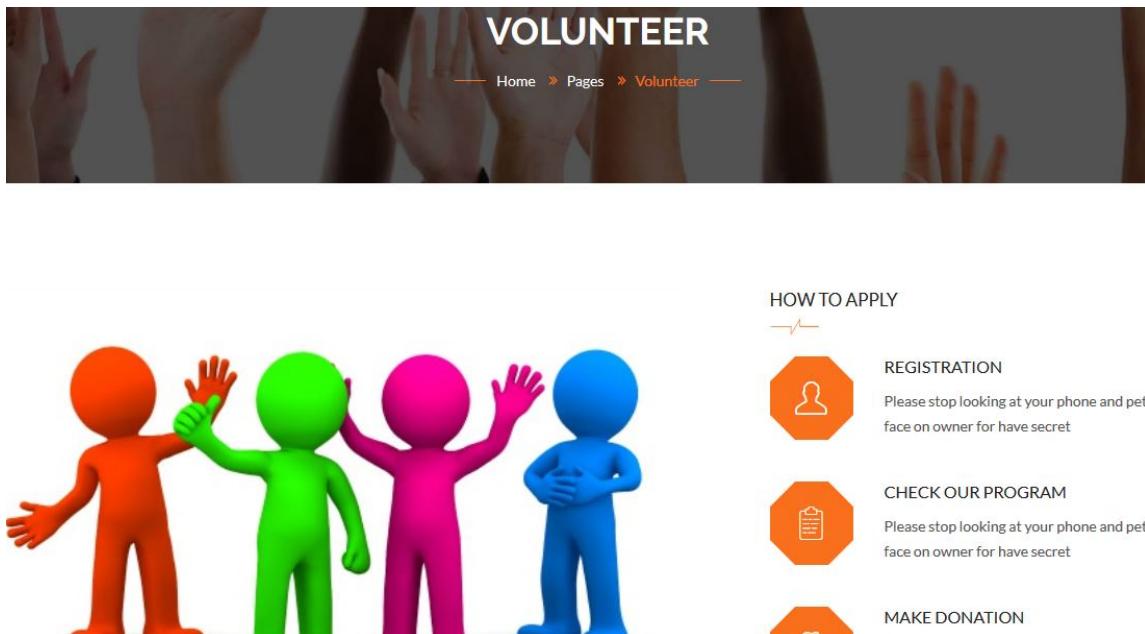 VOLUNTEER
Home » Pages » Volunteer
HOW TO APPLY
REGISTRATION
Please stop looking at your phone and pet
face on owner for have secret
CHECK OUR PROGRAM
Please stop looking at your phone and pet
face on owner for have secret
MAKE DONATION